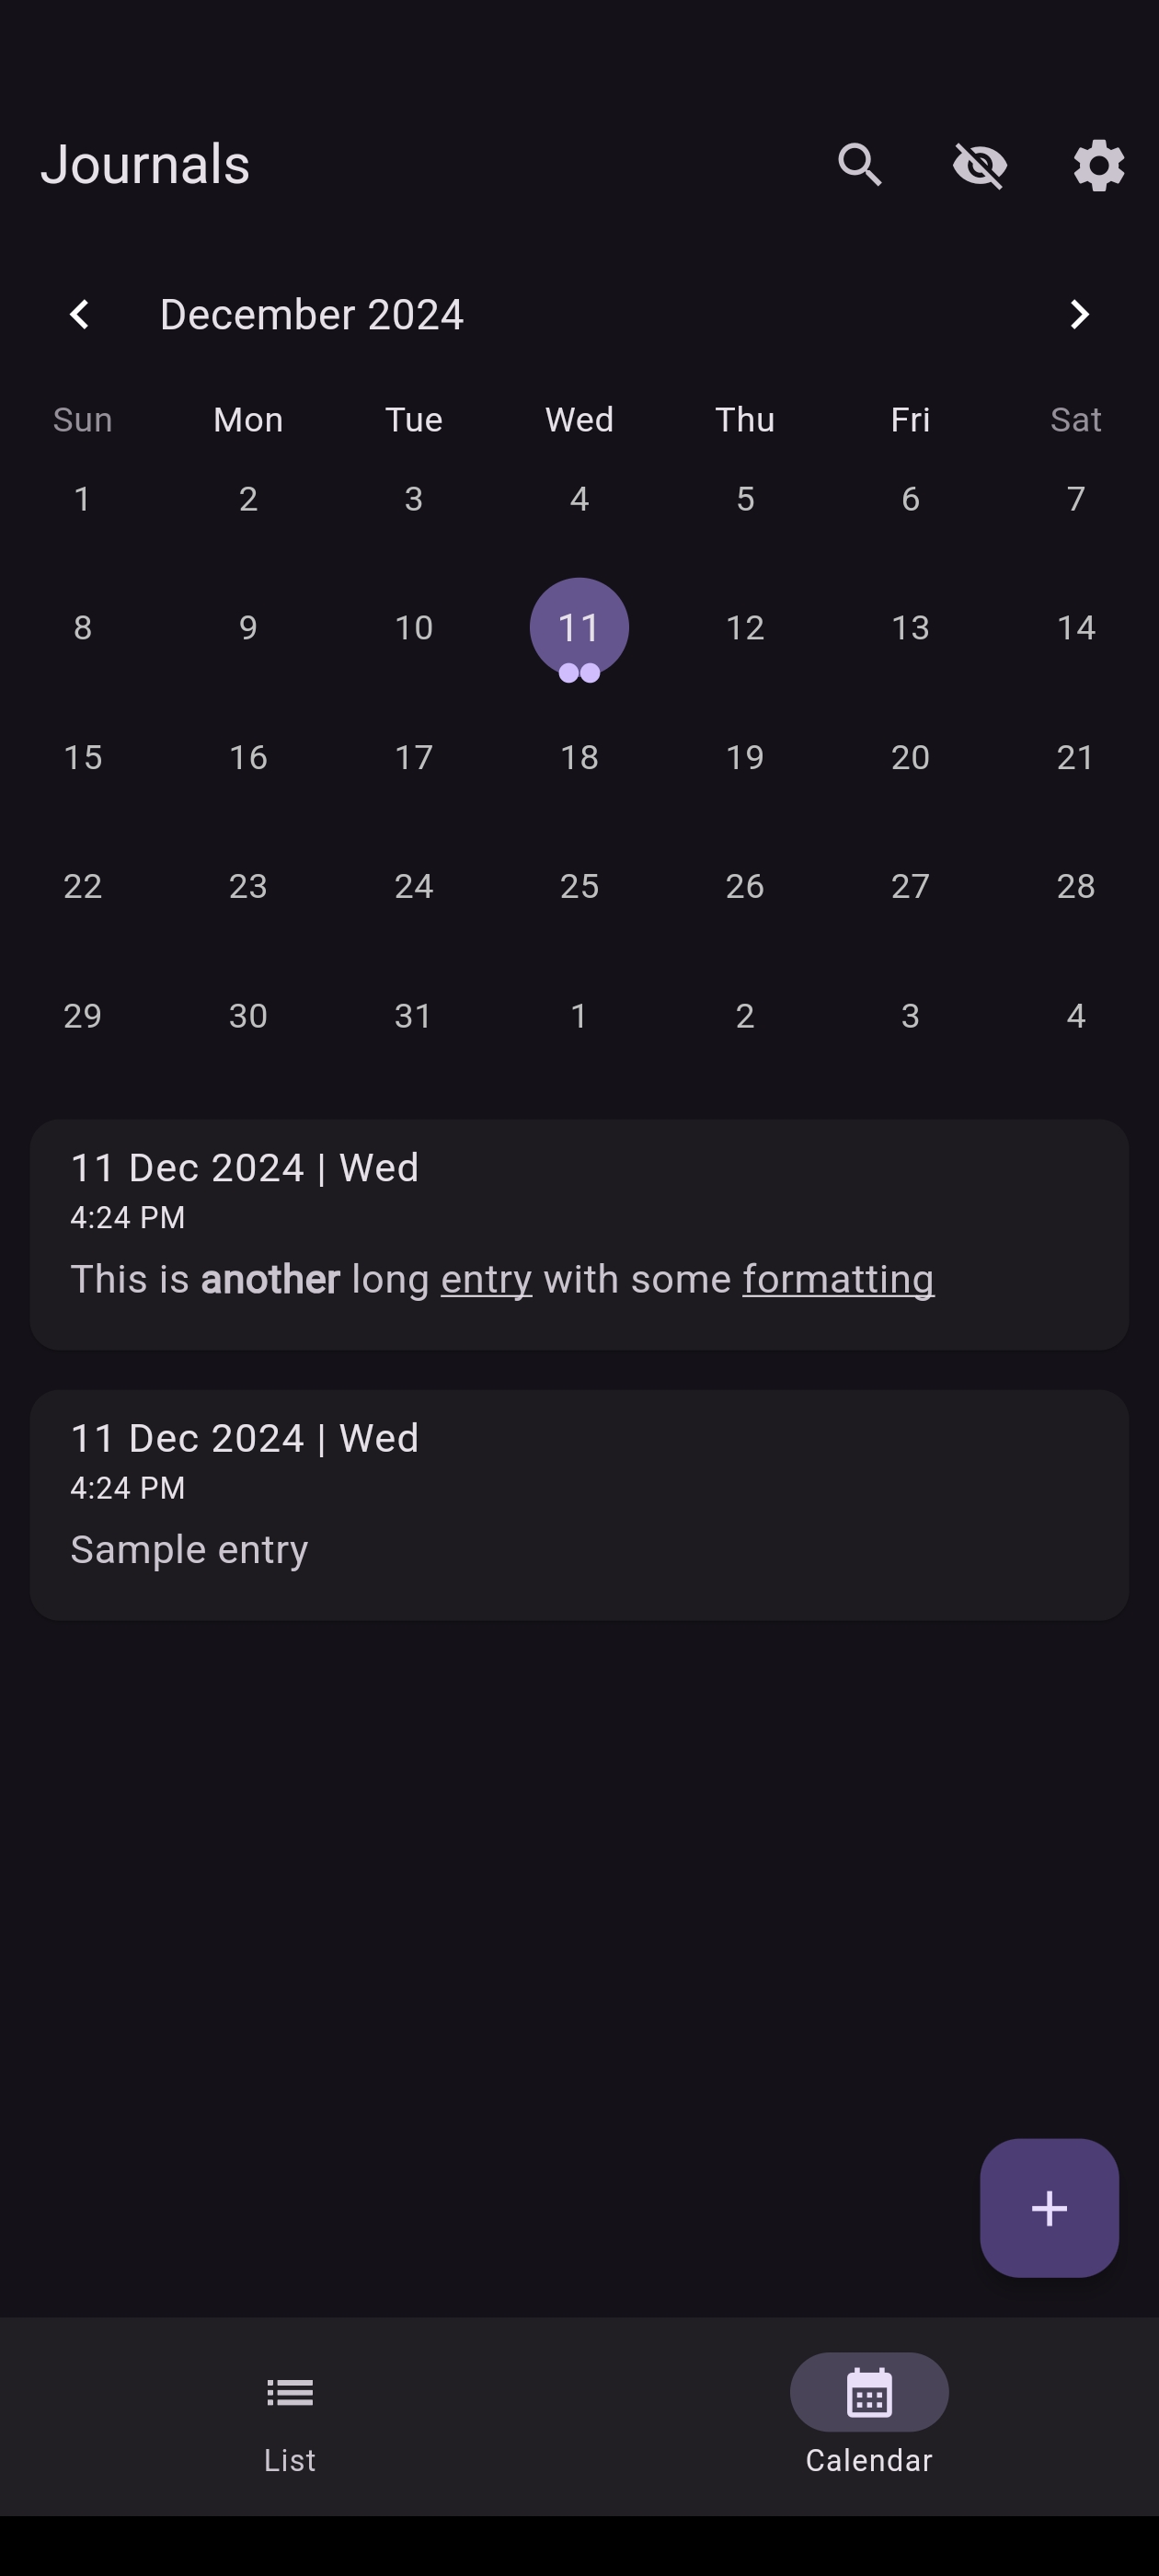 Journals
December 2024
Sun Mon Tue Wed Thu Fri Sat
1 2 3 4 5 6 7
8 9 10 11 12 13 14
15 16 17 18 19 20 21
22 23 24 25 26 27 28
29 30 31 1 2 3 4
11 Dec 2024 | Wed
4:24 PM
This is another long entry with some formatting
11 Dec 2024 | Wed
4:24 PM
Sample entry
List Calendar